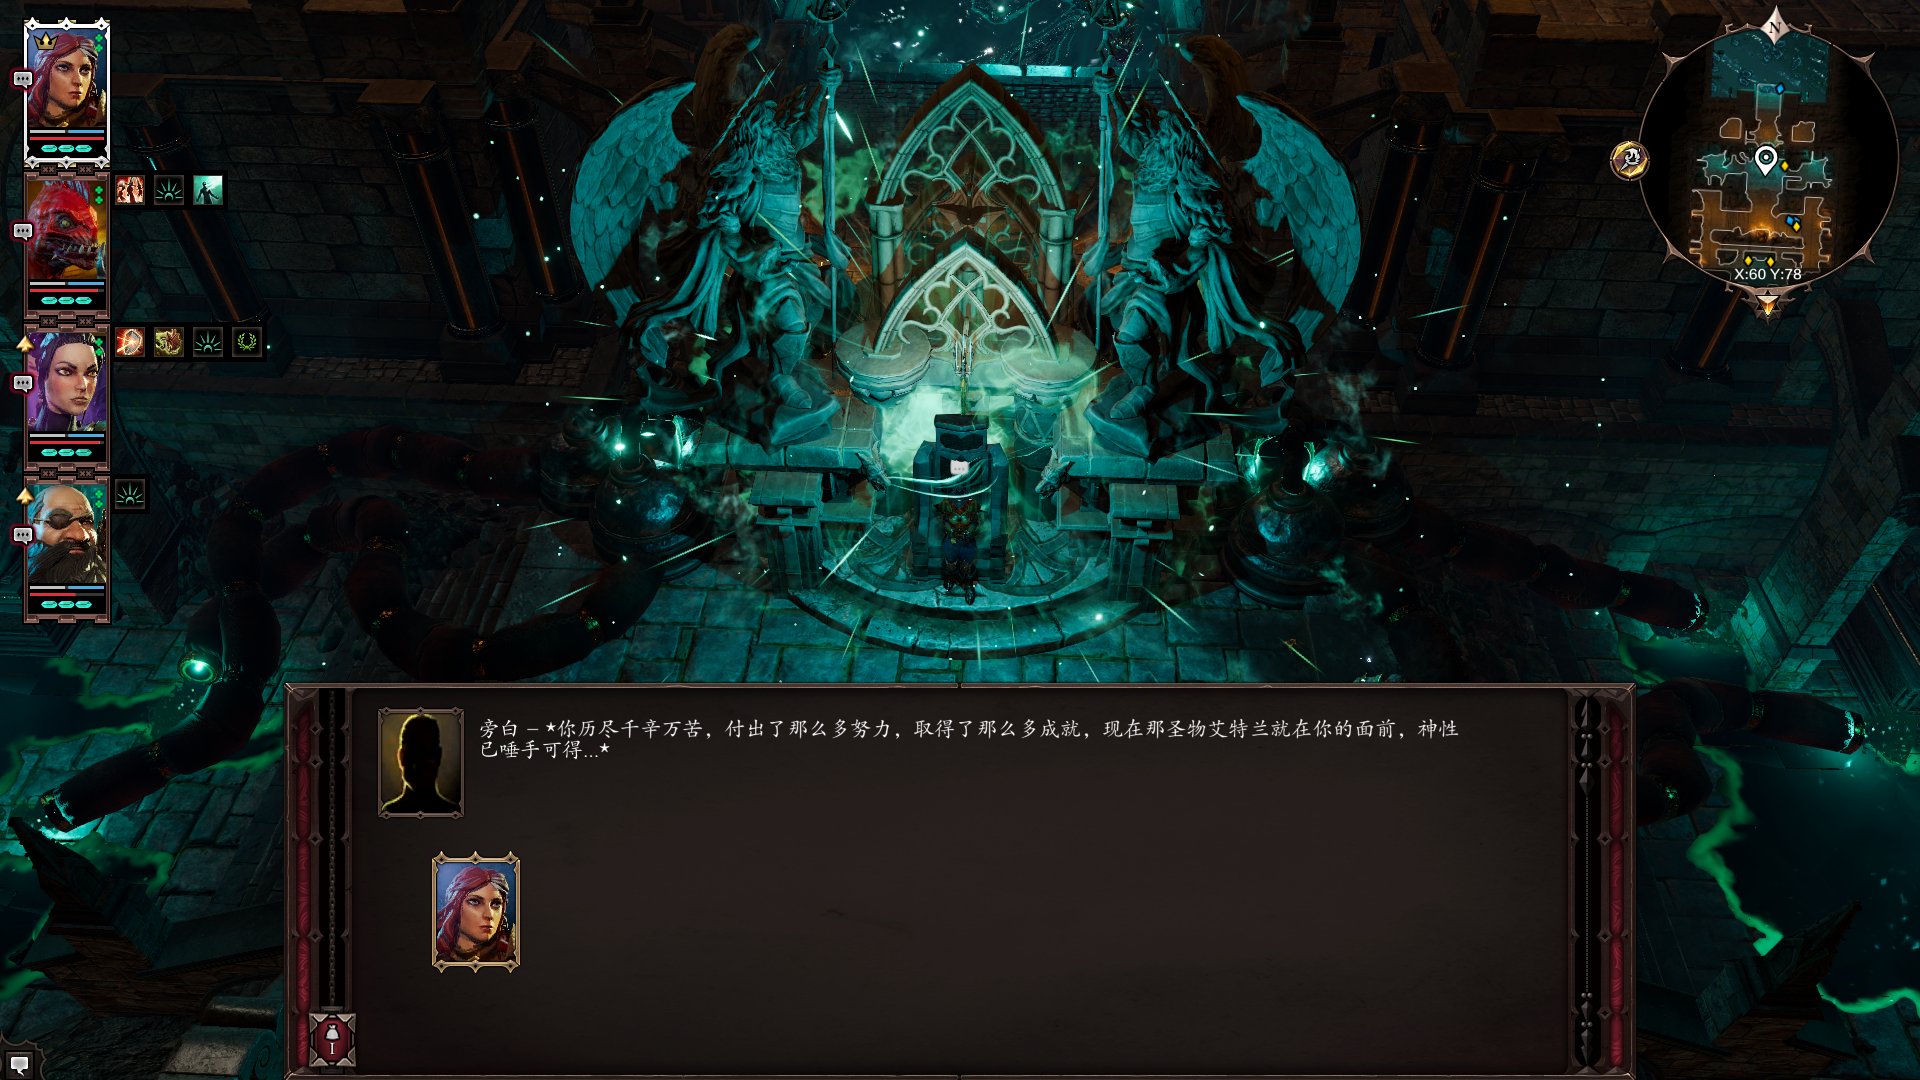 N
X:60 Y:78
旁白 – ★你历尽千辛万苦，付出了那么多努力，取得了那么多成就，现在那圣物艾特兰就在你的面前，神性
已唾手可得...★
I